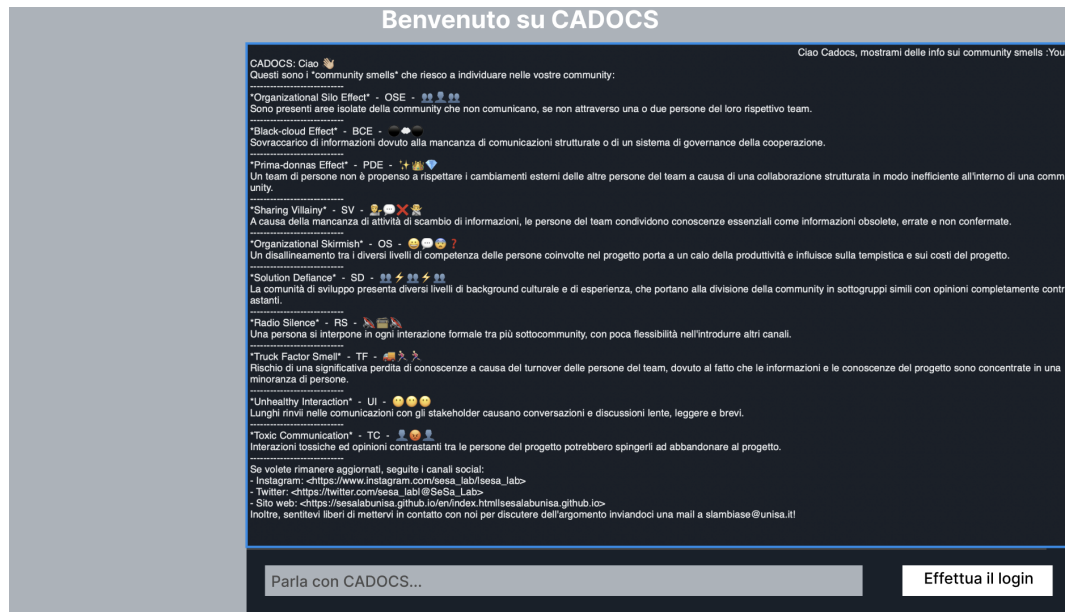 Benvenuto su CADOCS
Ciao Cadocs, mostrami delle info sui community smells :You
CADOCS: Ciao 👋🏼
Questi sono i *community smells* che riesco a individuare nelle vostre community:
----------------------------
*Organizational Silo Effect* - OSE - 👥👤👥
Sono presenti aree isolate della community che non comunicano, se non attraverso una o due persone del loro rispettivo team.
----------------------------
*Black-cloud Effect* - BCE - ⚫☁⚫
Sovraccarico di informazioni dovuto alla mancanza di comunicazioni strutturate o di un sistema di governance della cooperazione.
----------------------------
*Prima-donnas Effect* - PDE - ✨👑💎
Un team di persone non è propenso a rispettare i cambiamenti esterni delle altre persone del team a causa di una collaborazione strutturata in modo inefficiente all'interno di una comm
unity.
----------------------------
*Sharing Villainy* - SV - 🕵💬❌🕵
A causa della mancanza di attività di scambio di informazioni, le persone del team condividono conoscenze essenziali come informazioni obsolete, errate e non confermate.
----------------------------
*Organizational Skirmish* - OS - 😀💬😨❓
Un disallineamento tra i diversi livelli di competenza delle persone coinvolte nel progetto porta a un calo della produttività e influisce sulla tempistica e sui costi del progetto.
----------------------------
*Solution Defiance* - SD - 👥⚡👥⚡👥
La comunità di sviluppo presenta diversi livelli di background culturale e di esperienza, che portano alla divisione della community in sottogruppi simili con opinioni completamente contr
astanti.
----------------------------
*Radio Silence* - RS - 📡📻📡
Una persona si interpone in ogni interazione formale tra più sottocommunity, con poca flessibilità nell'introdurre altri canali.
----------------------------
*Truck Factor Smell* - TF - 🚚🏃🏃
Rischio di una significativa perdita di conoscenze a causa del turnover delle persone del team, dovuto al fatto che le informazioni e le conoscenze del progetto sono concentrate in una
minoranza di persone.
----------------------------
*Unhealthy Interaction* - UI - 😶😶😶
Lunghi rinvii nelle comunicazioni con gli stakeholder causano conversazioni e discussioni lente, leggere e brevi.
----------------------------
*Toxic Communication* - TC - 👤😡👤
Interazioni tossiche ed opinioni contrastanti tra le persone del progetto potrebbero spingerli ad abbandonare al progetto.
----------------------------
Se volete rimanere aggiornati, seguite i canali social:
- Instagram: <https://www.instagram.com/sesa_lab/lsesa_lab>
- Twitter: <https://twitter.com/sesa_labl@SeSa_Lab>
- Sito web: <https://sesalabunisa.github.io/en/index.htmllsesalabunisa.github.io>
Inoltre, sentitevi liberi di mettervi in contatto con noi per discutere dell'argomento inviandoci una mail a slambiase@unisa.it!
Parla con CADOCS...
Effettua il login